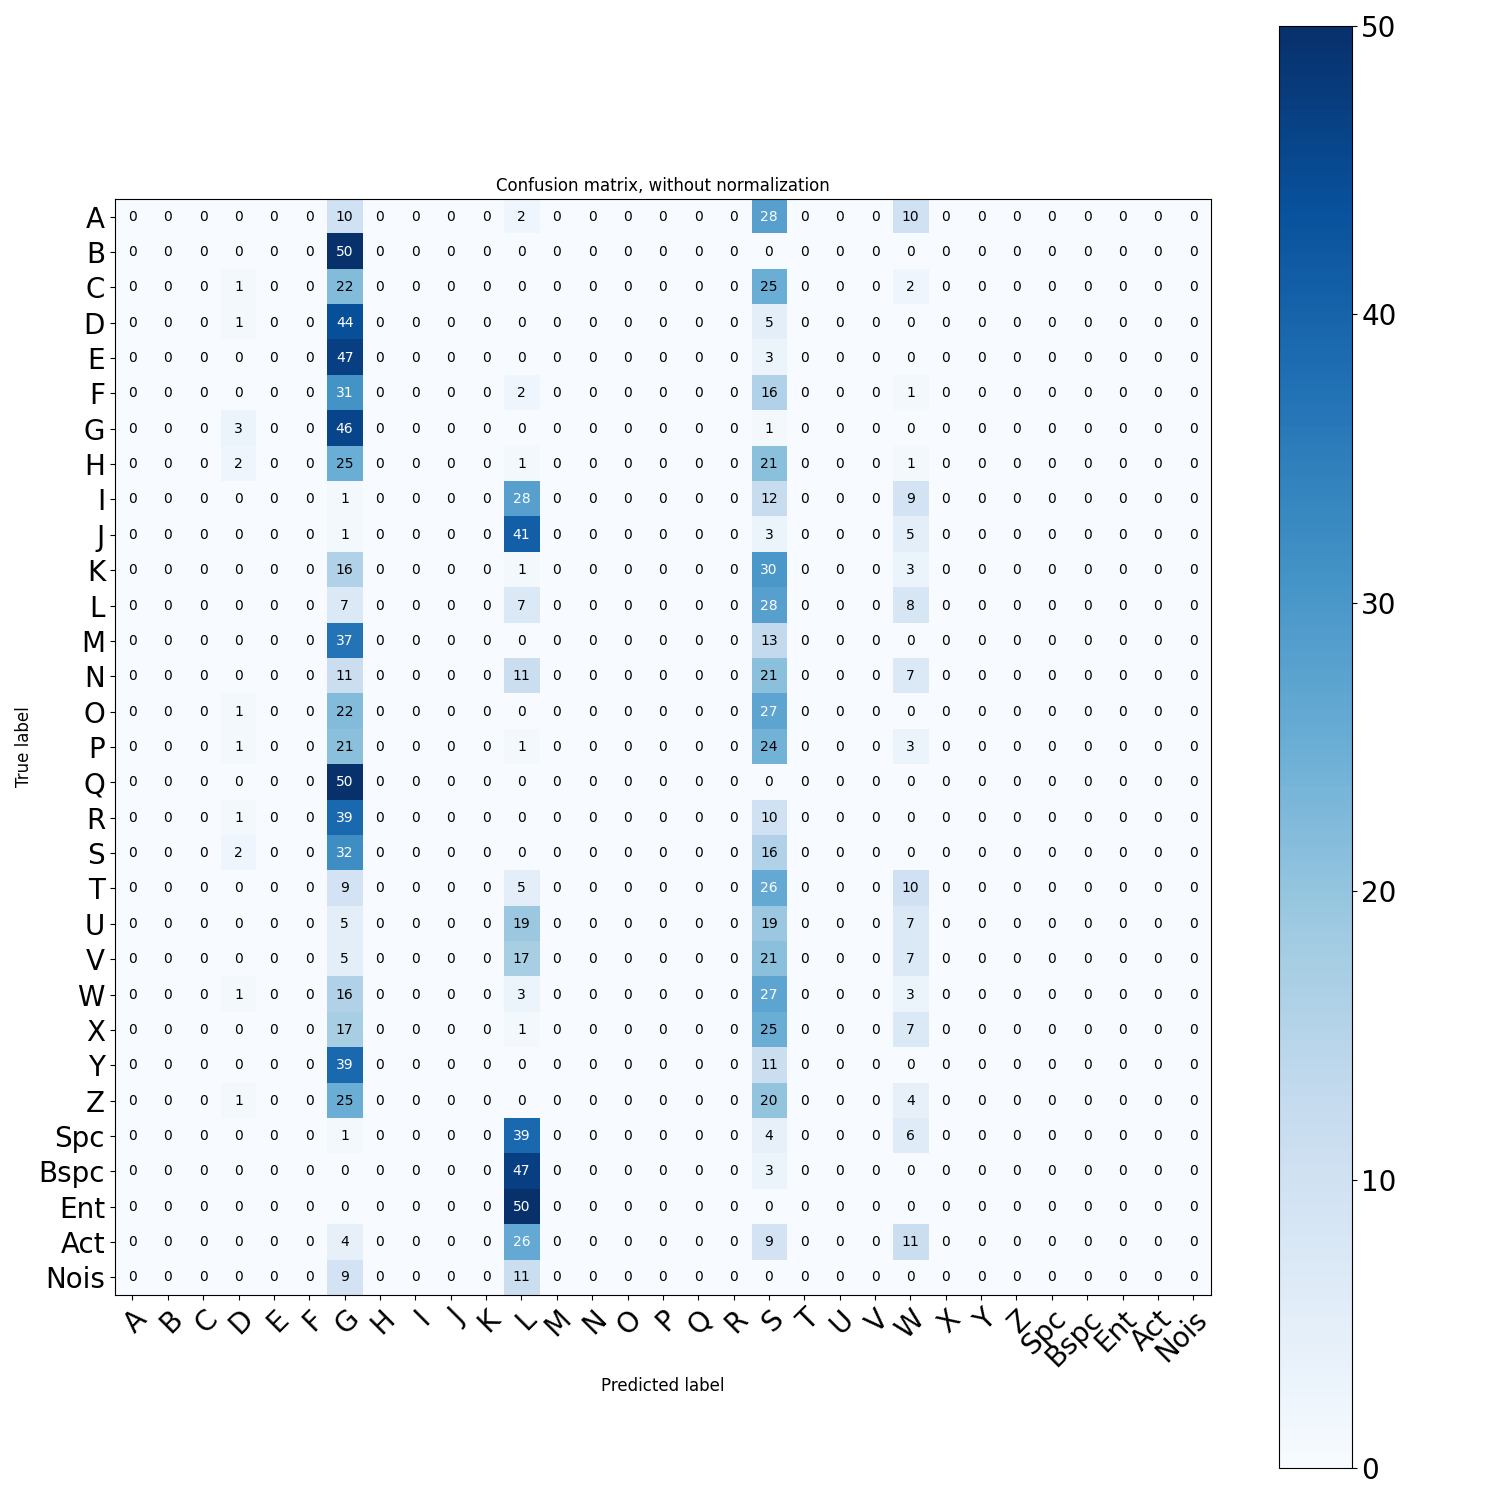 Confusion matrix, without normalization
A 0 0 0 0 0 0 10 0 0 0 0 2 0 0 0 0 0 0 28 0 0 0 10 0 0 0 0 0 0 0 0
B 0 0 0 0 0 0 50 0 0 0 0 0 0 0 0 0 0 0 0 0 0 0 0 0 0 0 0 0 0 0 0
C 0 0 0 1 0 0 22 0 0 0 0 0 0 0 0 0 0 0 25 0 0 0 2 0 0 0 0 0 0 0 0
D 0 0 0 1 0 0 44 0 0 0 0 0 0 0 0 0 0 0 5 0 0 0 0 0 0 0 0 0 0 0 0
E 0 0 0 0 0 0 47 0 0 0 0 0 0 0 0 0 0 0 3 0 0 0 0 0 0 0 0 0 0 0 0
F 0 0 0 0 0 0 31 0 0 0 0 2 0 0 0 0 0 0 16 0 0 0 1 0 0 0 0 0 0 0 0
G 0 0 0 3 0 0 46 0 0 0 0 0 0 0 0 0 0 0 1 0 0 0 0 0 0 0 0 0 0 0 0
H 0 0 0 2 0 0 25 0 0 0 0 1 0 0 0 0 0 0 21 0 0 0 1 0 0 0 0 0 0 0 0
I 0 0 0 0 0 0 1 0 0 0 0 28 0 0 0 0 0 0 12 0 0 0 9 0 0 0 0 0 0 0 0
J 0 0 0 0 0 0 1 0 0 0 0 41 0 0 0 0 0 0 3 0 0 0 5 0 0 0 0 0 0 0 0
K 0 0 0 0 0 0 16 0 0 0 0 1 0 0 0 0 0 0 30 0 0 0 3 0 0 0 0 0 0 0 0
L 0 0 0 0 0 0 7 0 0 0 0 7 0 0 0 0 0 0 28 0 0 0 8 0 0 0 0 0 0 0 0
M 0 0 0 0 0 0 37 0 0 0 0 0 0 0 0 0 0 0 13 0 0 0 0 0 0 0 0 0 0 0 0
N 0 0 0 0 0 0 11 0 0 0 0 11 0 0 0 0 0 0 21 0 0 0 7 0 0 0 0 0 0 0 0
O 0 0 0 1 0 0 22 0 0 0 0 0 0 0 0 0 0 0 27 0 0 0 0 0 0 0 0 0 0 0 0
P 0 0 0 1 0 0 21 0 0 0 0 1 0 0 0 0 0 0 24 0 0 0 3 0 0 0 0 0 0 0 0
Q 0 0 0 0 0 0 50 0 0 0 0 0 0 0 0 0 0 0 0 0 0 0 0 0 0 0 0 0 0 0 0
R 0 0 0 1 0 0 39 0 0 0 0 0 0 0 0 0 0 0 10 0 0 0 0 0 0 0 0 0 0 0 0
S 0 0 0 2 0 0 32 0 0 0 0 0 0 0 0 0 0 0 16 0 0 0 0 0 0 0 0 0 0 0 0
T 0 0 0 0 0 0 9 0 0 0 0 5 0 0 0 0 0 0 26 0 0 0 10 0 0 0 0 0 0 0 0
U 0 0 0 0 0 0 5 0 0 0 0 19 0 0 0 0 0 0 19 0 0 0 7 0 0 0 0 0 0 0 0
V 0 0 0 0 0 0 5 0 0 0 0 17 0 0 0 0 0 0 21 0 0 0 7 0 0 0 0 0 0 0 0
W 0 0 0 1 0 0 16 0 0 0 0 3 0 0 0 0 0 0 27 0 0 0 3 0 0 0 0 0 0 0 0
X 0 0 0 0 0 0 17 0 0 0 0 1 0 0 0 0 0 0 25 0 0 0 7 0 0 0 0 0 0 0 0
Y 0 0 0 0 0 0 39 0 0 0 0 0 0 0 0 0 0 0 11 0 0 0 0 0 0 0 0 0 0 0 0
Z 0 0 0 1 0 0 25 0 0 0 0 0 0 0 0 0 0 0 20 0 0 0 4 0 0 0 0 0 0 0 0
Spc 0 0 0 0 0 0 1 0 0 0 0 39 0 0 0 0 0 0 4 0 0 0 6 0 0 0 0 0 0 0 0
Bspc 0 0 0 0 0 0 0 0 0 0 0 47 0 0 0 0 0 0 3 0 0 0 0 0 0 0 0 0 0 0 0
Ent 0 0 0 0 0 0 0 0 0 0 0 50 0 0 0 0 0 0 0 0 0 0 0 0 0 0 0 0 0 0 0
Act 0 0 0 0 0 0 4 0 0 0 0 26 0 0 0 0 0 0 9 0 0 0 11 0 0 0 0 0 0 0 0
Nois 0 0 0 0 0 0 9 0 0 0 0 11 0 0 0 0 0 0 0 0 0 0 0 0 0 0 0 0 0 0 0
A B C D E F G H I J K L M N O P Q R S T U V W X Y Z Spc Bspc Ent Act Nois
True label
Predicted label
50
40
30
20
10
0